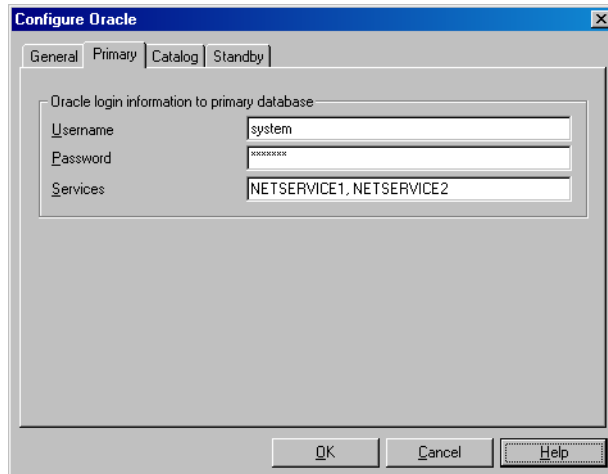 Configure Oracle
General Primary Catalog Standby
Oracle login information to primary database
Username system
Password *******
Services NETSERVICE1, NETSERVICE2
OK Cancel Help